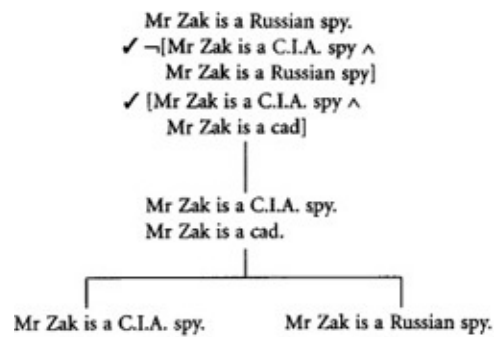 Mr Zak is a Russian spy.
✓ ¬[Mr Zak is a C.I.A. spy ∧
Mr Zak is a Russian spy]
✓ [Mr Zak is a C.I.A. spy ∧
Mr Zak is a cad]
Mr Zak is a C.I.A. spy.
Mr Zak is a cad.
Mr Zak is a C.I.A. spy. Mr Zak is a Russian spy.